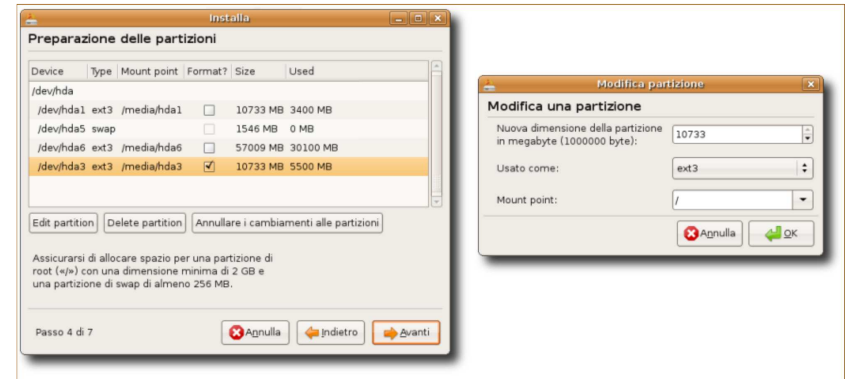 Installa
Preparazione delle partizioni
Device Type Mount point Format? Size Used
/dev/hda
/dev/hda1 ext3 /media/hda1 10733 MB 3400 MB
/dev/hda5 swap 1546 MB 0 MB
/dev/hda6 ext3 /media/hda6 57009 MB 30100 MB
/dev/hda3 ext3 /media/hda3 10733 MB 5500 MB
Edit partition Delete partition Annullare i cambiamenti alle partizioni
Assicurarsi di allocare spazio per una partizione di
root («/») con una dimensione minima di 2 GB e
una partizione di swap di almeno 256 MB.
Passo 4 di 7 Annulla Indietro Avanti
Modifica partizione
Modifica una partizione
Nuova dimensione della partizione
in megabyte (1000000 byte): 10733
Usato come: ext3
Mount point: /
Annulla OK